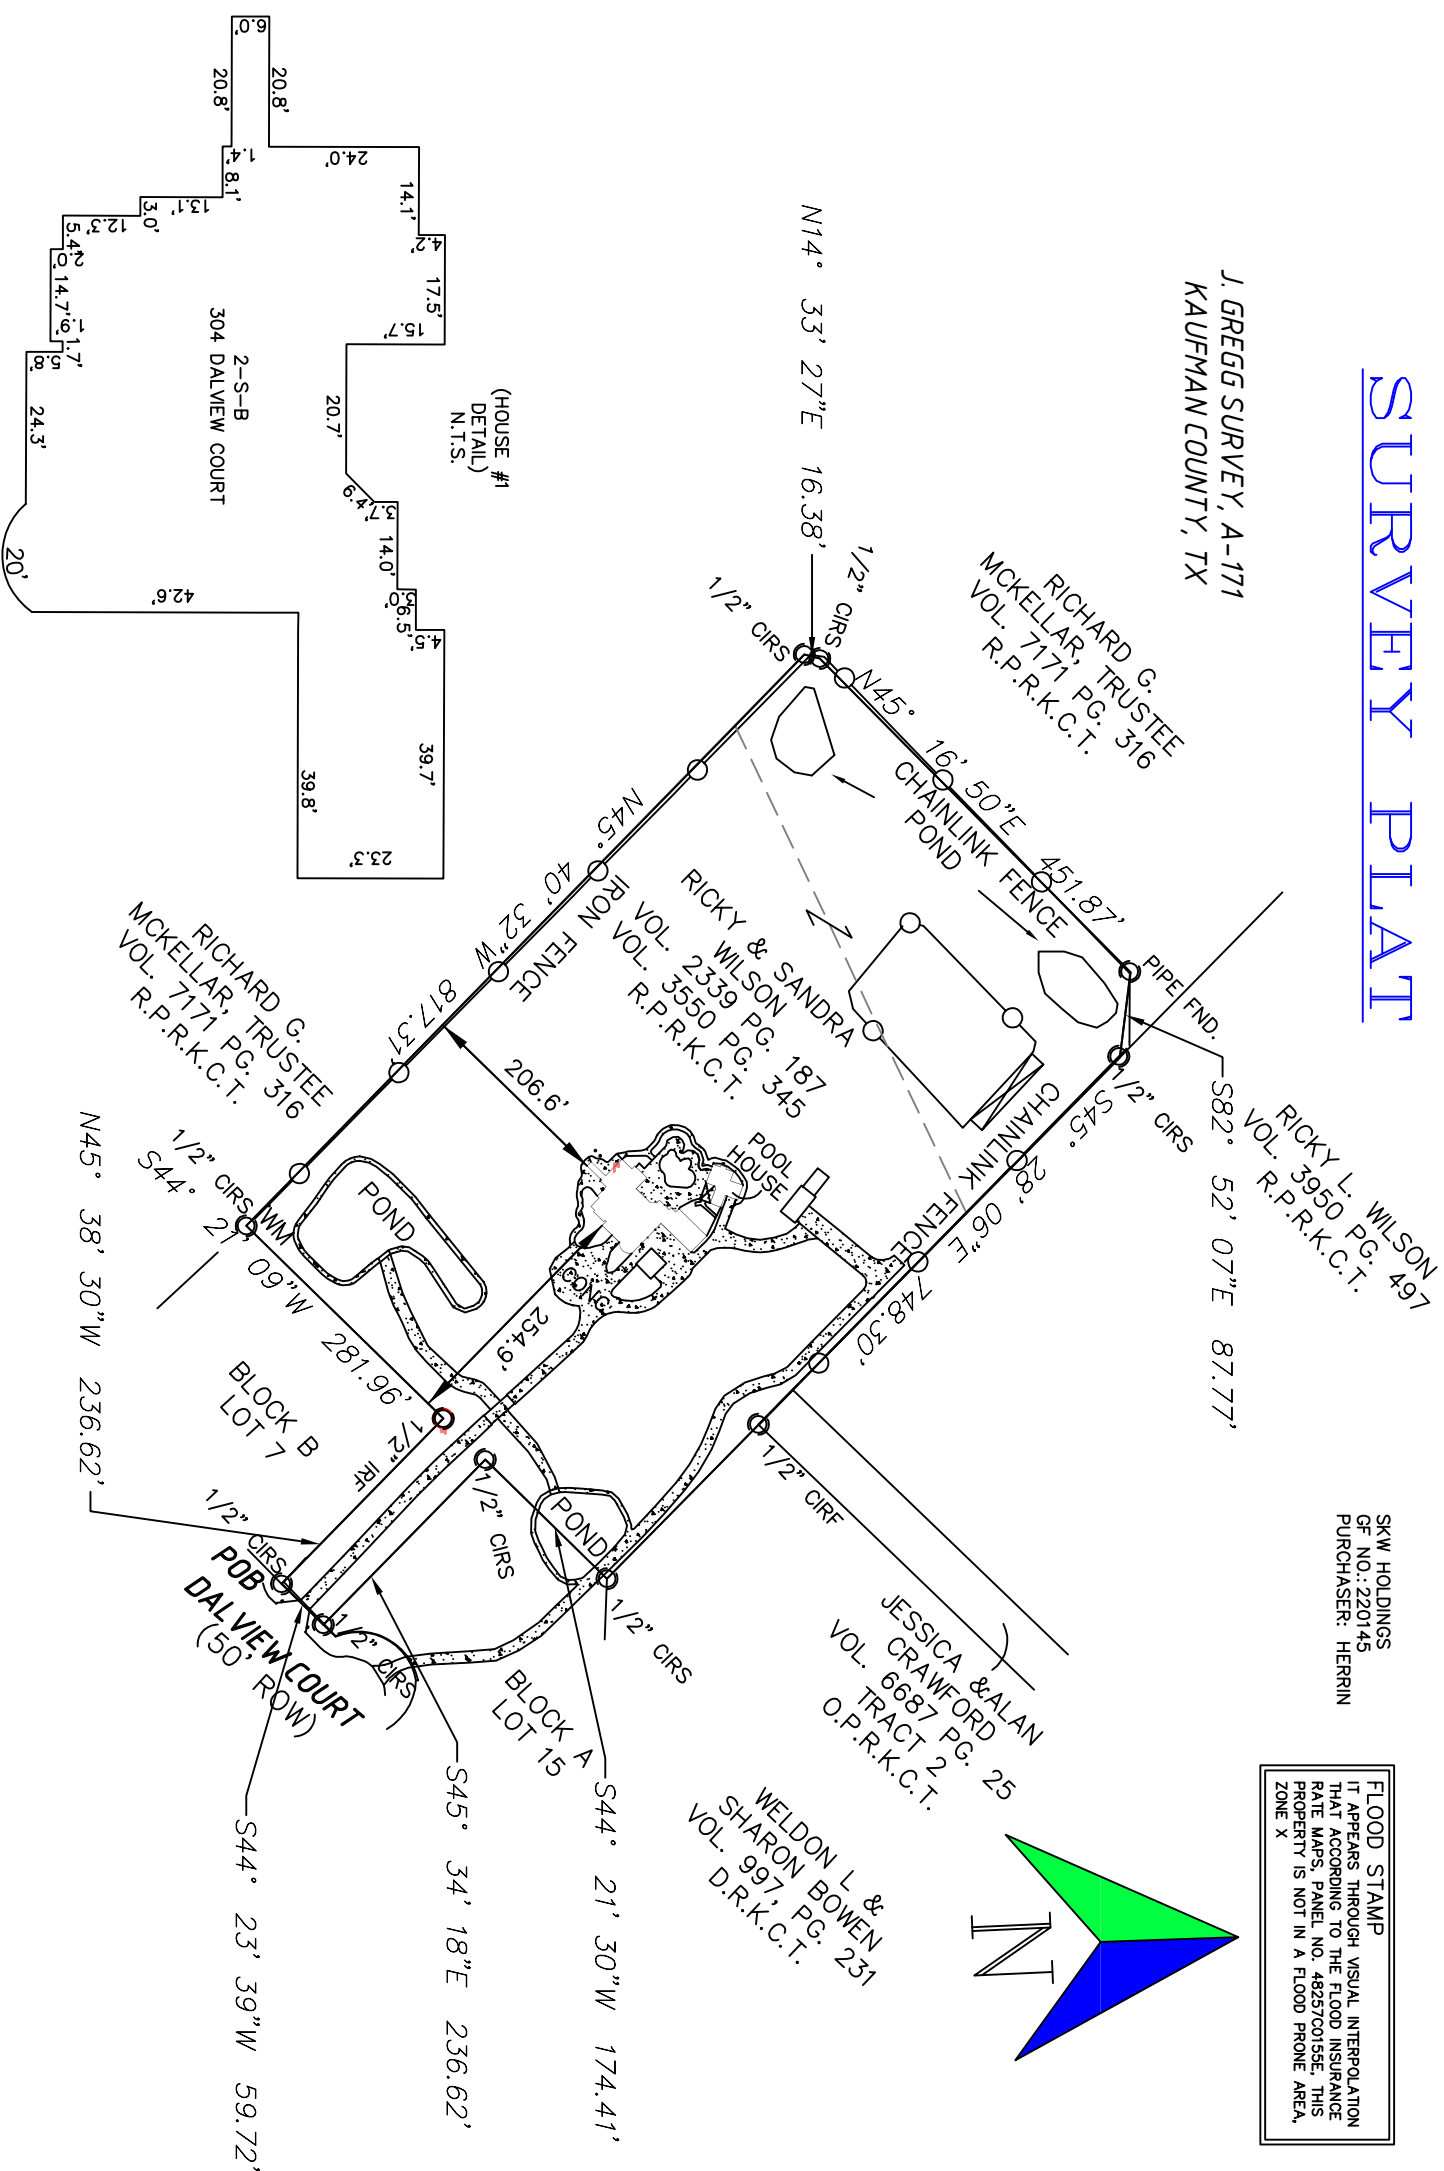 SURVEY PLAT
J. GREGG SURVEY, A-171
KAUFMAN COUNTY, TX
SKW HOLDINGS
GF NO.: 220145
PURCHASER: HERRIN
FLOOD STAMP
IT APPEARS THROUGH VISUAL INTERPOLATION
THAT ACCORDING TO THE FLOOD INSURANCE
RATE MAPS, PANEL NO. 48257C0155E, THIS
PROPERTY IS NOT IN A FLOOD PRONE AREA,
ZONE X
N
RICKY L. WILSON
VOL. 3950 PG. 497
R.P.R.K.C.T.
RICHARD G.
MCKELLAR, TRUSTEE
VOL. 7171 PG. 316
R.P.R.K.C.T.
N14° 33' 27"E 16.38'
1/2" CIRS
1/2" CIRS
N45° 16' 50"E 451.87'
CHAINLINK FENCE
POND
PIPE FND.
S82° 52' 07"E 87.77'
1/2" CIRS
S45° 28' 06"E 748.30'
CHAINLINK FENCE
RICKY & SANDRA
WILSON
VOL. 2339 PG. 187
VOL. 3550 PG. 345
R.P.R.K.C.T.
IRON FENCE
N45° 40' 32"W 817.31'
206.6'
POOL
HOUSE
CONC
254.9'
POND
WM
1/2" CIRS
S44° 21' 09"W 281.96'
RICHARD G.
MCKELLAR, TRUSTEE
VOL. 7171 PG. 316
R.P.R.K.C.T.
BLOCK B
LOT 7
1/2" IRF
N45° 38' 30"W 236.62'
1/2" CIRS
POB
DALVIEW COURT
(50' ROW)
1/2" CIRS
S44° 23' 39"W 59.72'
S45° 34' 18"E 236.62'
1/2" CIRS
POND
S44° 21' 30"W 174.41'
1/2" CIRS
BLOCK A
LOT 15
1/2" CIRF
JESSICA & ALAN
CRAWFORD
VOL. 6687 PG. 25
TRACT 2
O.P.R.K.C.T.
WELDON L &
SHARON BOWEN
VOL. 997, PG. 231
D.R.K.C.T.
(HOUSE #1
DETAIL)
N.T.S.
2-S-B
304 DALVIEW COURT
6.0'
20.8'
20.8'
24.0'
14.1'
4.2'
17.5'
15.7'
20.7'
6.4'
3.7'
14.0'
3.0'
6.5'
4.5'
39.7'
23.3'
39.8'
42.6'
20'
24.3'
5.8'
1.7'
1.9'
14.7'
2.0'
5.4'
12.3'
3.0'
13.1'
8.1'
1.4'